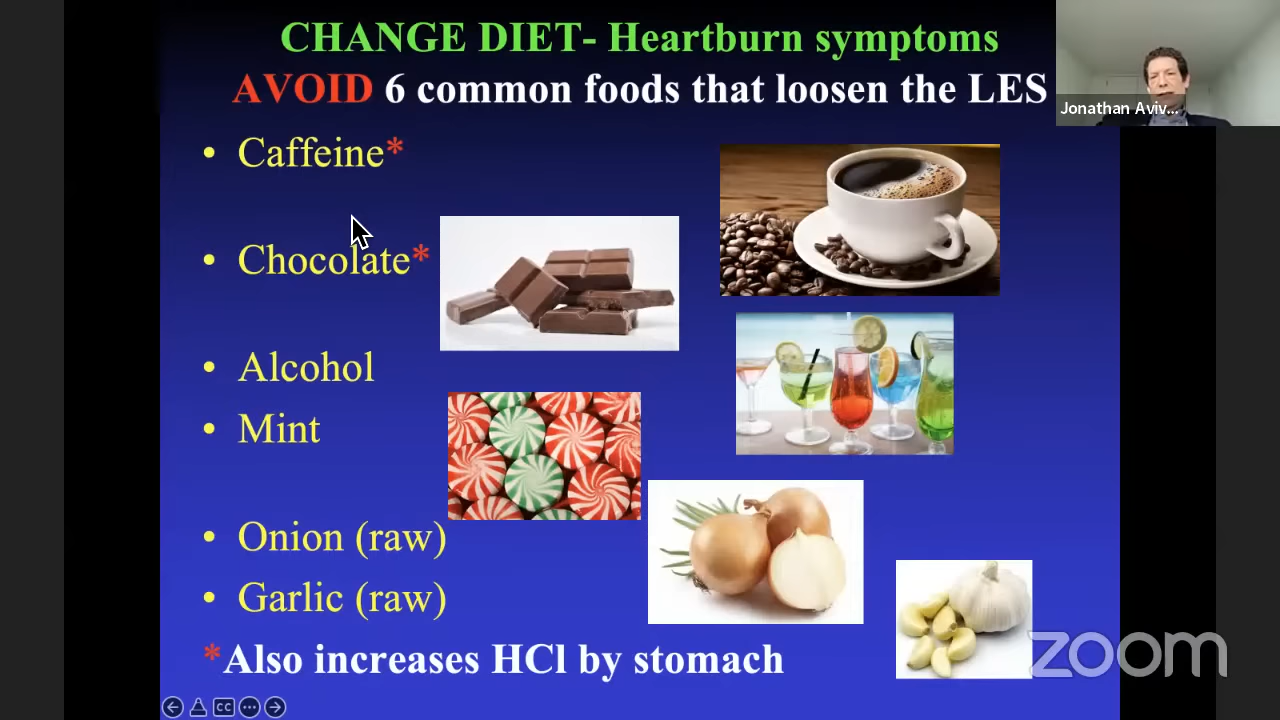 CHANGE DIET- Heartburn symptoms
AVOID 6 common foods that loosen the LES
Jonathan Aviv...
• Caffeine*
• Chocolate*
• Alcohol
• Mint
• Onion (raw)
• Garlic (raw)
*Also increases HCl by stomach
zoom
CC